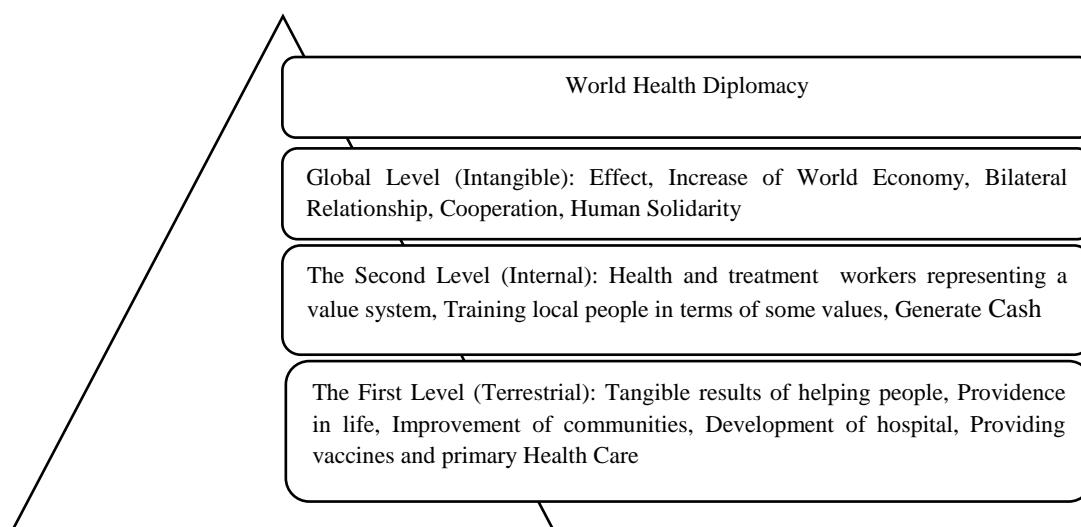 World Health Diplomacy
Global Level (Intangible): Effect, Increase of World Economy, Bilateral
Relationship, Cooperation, Human Solidarity
The Second Level (Internal): Health and treatment workers representing a
value system, Training local people in terms of some values, Generate Cash
The First Level (Terrestrial): Tangible results of helping people, Providence
in life, Improvement of communities, Development of hospital, Providing
vaccines and primary Health Care